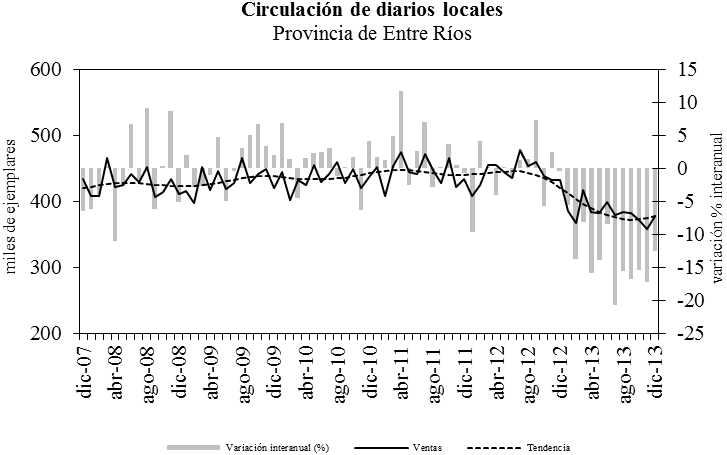 Circulación de diarios locales
Provincia de Entre Ríos
miles de ejemplares
600
500
400
300
200
15
10
5
0
-5
-10
-15
-20
-25
variación % interanual
dic-07
abr-08
ago-08
dic-08
abr-09
ago-09
dic-09
abr-10
ago-10
dic-10
abr-11
ago-11
dic-11
abr-12
ago-12
dic-12
abr-13
ago-13
dic-13
Variación interanual (%)
Ventas
Tendencia